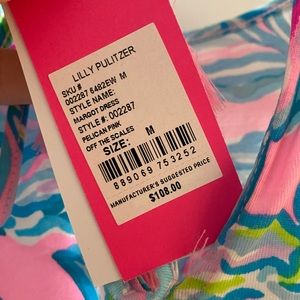 LILLY PULITZER
SKU #
002287 6482EW M
STYLE NAME:
MARGOT DRESS
STYLE #: 002287
PELICAN PINK
OFF THE SCALES
SIZE: M
889069 753252
MANUFACTURER'S SUGGESTED PRICE
$108.00